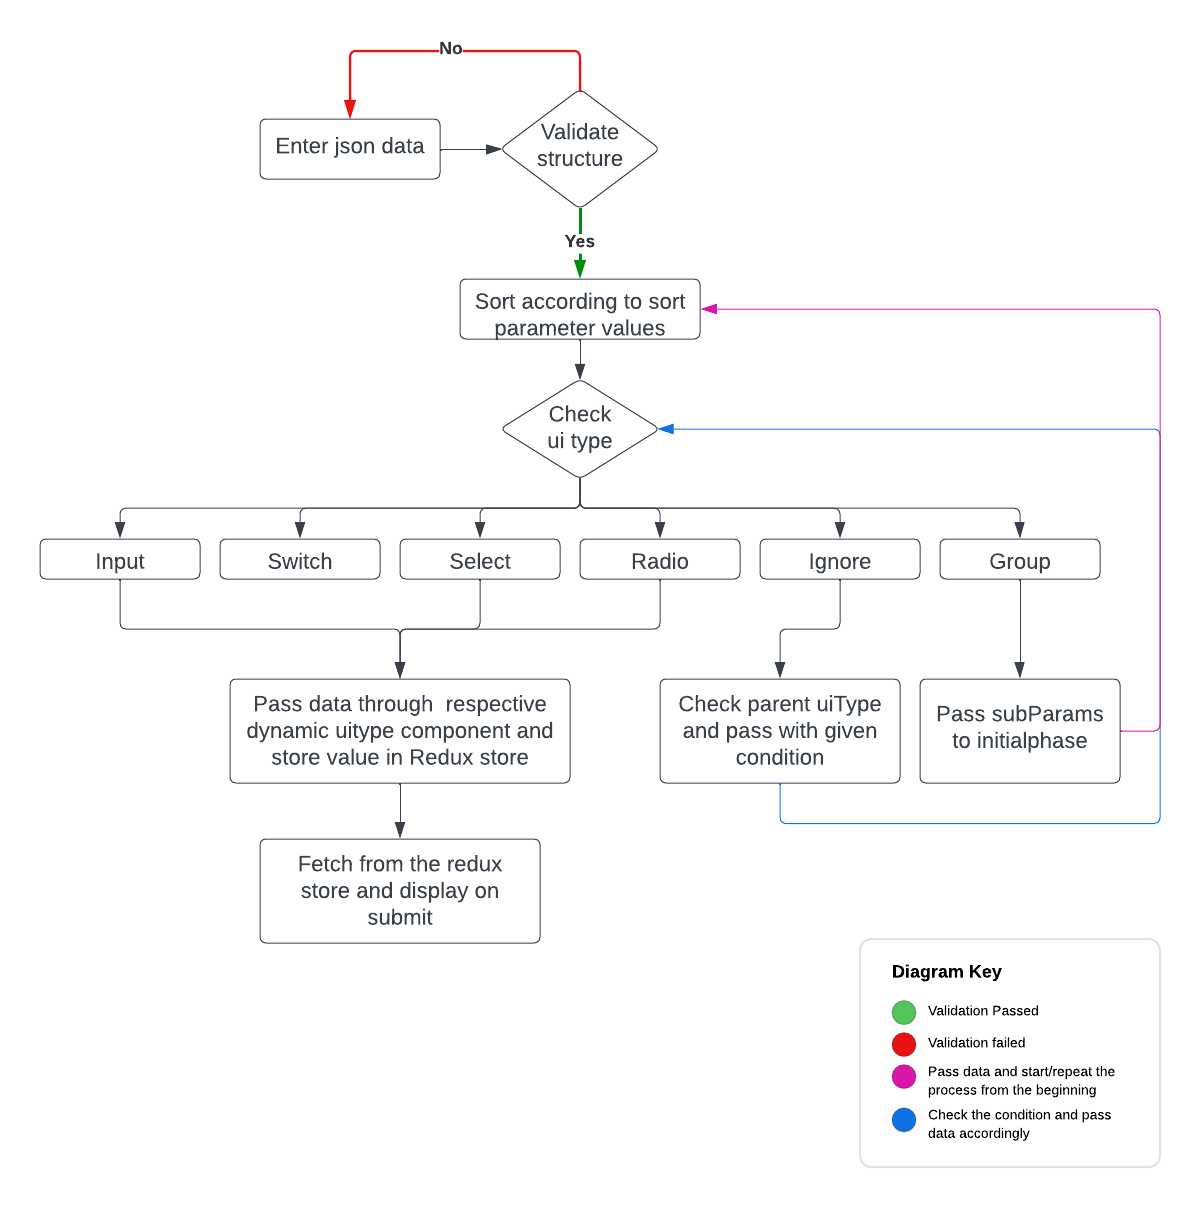 No
Enter json data
Validate
structure
Yes
Sort according to sort
parameter values
Check
ui type
Input
Switch
Select
Radio
Ignore
Group
Pass data through  respective
dynamic uitype component and
store value in Redux store
Check parent uiType
and pass with given
condition
Pass subParams
to initialphase
Fetch from the redux
store and display on
submit
Diagram Key
Validation Passed
Validation failed
Pass data and start/repeat the
process from the beginning
Check the condition and pass
data accordingly